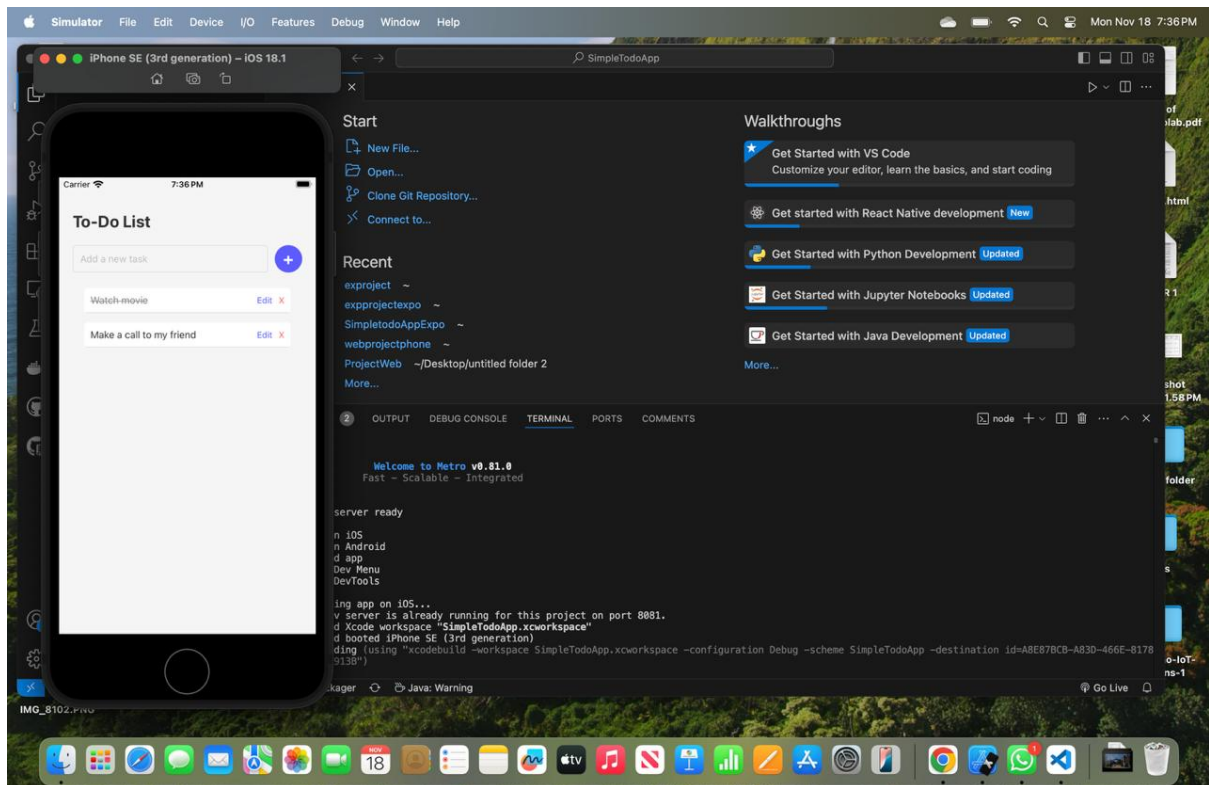 Simulator File Edit Device I/O Features Debug Window Help Mon Nov 18 7:36 PM
iPhone SE (3rd generation) – iOS 18.1
SimpleTodoApp
Carrier 7:36 PM
To-Do List
Add a new task
Watch movie Edit X
Make a call to my friend Edit X
Start
New File...
Open...
Clone Git Repository...
Connect to...
Recent
exproject ~
expprojectexpo ~
SimpletodoAppExpo ~
webprojectphone ~
ProjectWeb ~/Desktop/untitled folder 2
More...
Walkthroughs
Get Started with VS Code
Customize your editor, learn the basics, and start coding
Get started with React Native development New
Get Started with Python Development Updated
Get Started with Jupyter Notebooks Updated
Get Started with Java Development Updated
More...
2 OUTPUT DEBUG CONSOLE TERMINAL PORTS COMMENTS node
Welcome to Metro v0.81.0
Fast – Scalable – Integrated
server ready
n iOS
n Android
d app
Dev Menu
DevTools
ing app on iOS...
v server is already running for this project on port 8081.
d Xcode workspace "SimpleTodoApp.xcworkspace"
d booted iPhone SE (3rd generation)
ding (using "xcodebuild -workspace SimpleTodoApp.xcworkspace -configuration Debug -scheme SimpleTodoApp -destination id=A8E87BCB-A83D-466E-8178
913B")
kager Java: Warning Go Live
of
lab.pdf
.html
R 1
shot
1.58 PM
folder
s
o-IoT-
ns-1
IMG_8102.PNG
NOV
18
tv
1